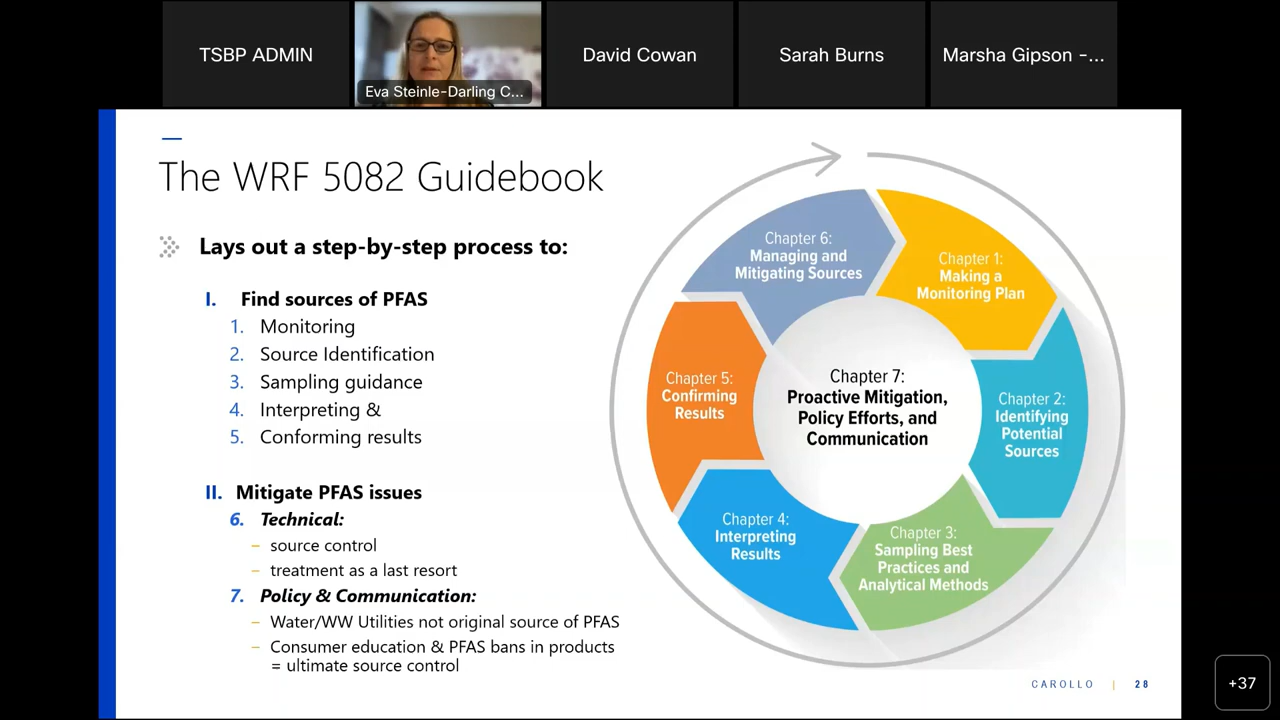 TSBP ADMIN
Eva Steinle-Darling C...
David Cowan
Sarah Burns
Marsha Gipson -...
The WRF 5082 Guidebook
Lays out a step-by-step process to:
I. Find sources of PFAS
1. Monitoring
2. Source Identification
3. Sampling guidance
4. Interpreting &
5. Conforming results
II. Mitigate PFAS issues
6. Technical:
– source control
– treatment as a last resort
7. Policy & Communication:
– Water/WW Utilities not original source of PFAS
– Consumer education & PFAS bans in products
= ultimate source control
Chapter 1:
Making a
Monitoring Plan
Chapter 2:
Identifying
Potential
Sources
Chapter 3:
Sampling Best
Practices and
Analytical Methods
Chapter 4:
Interpreting
Results
Chapter 5:
Confirming
Results
Chapter 6:
Managing and
Mitigating Sources
Chapter 7:
Proactive Mitigation,
Policy Efforts, and
Communication
CAROLLO | 28
+37